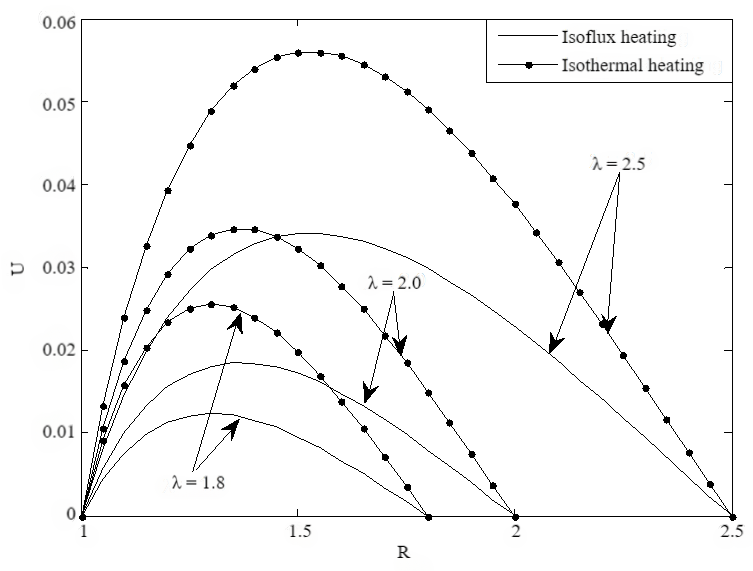 0.06
Isoflux heating
Isothermal heating
0.05
0.04
λ = 2.5
0.03
λ = 2.0
U
0.02
0.01
λ = 1.8
0
1
1.5
2
2.5
R